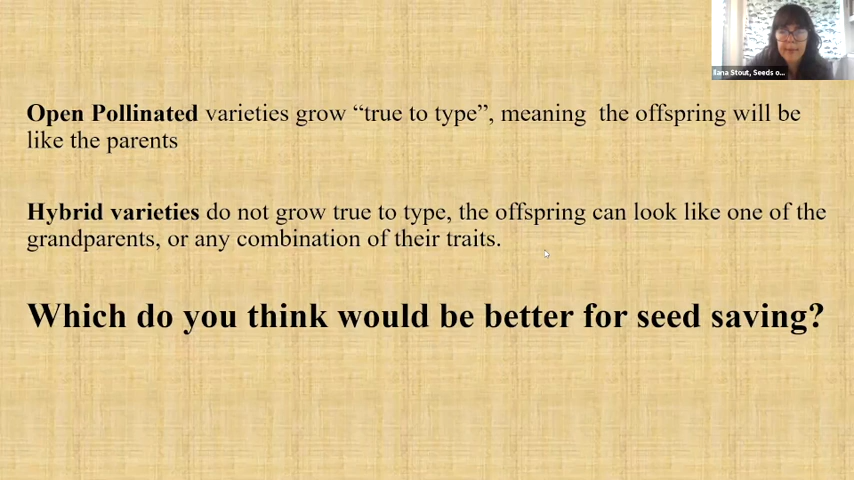 Ilana Stout, Seeds o...
Open Pollinated varieties grow “true to type”, meaning  the offspring will be
like the parents
Hybrid varieties do not grow true to type, the offspring can look like one of the
grandparents, or any combination of their traits.
Which do you think would be better for seed saving?